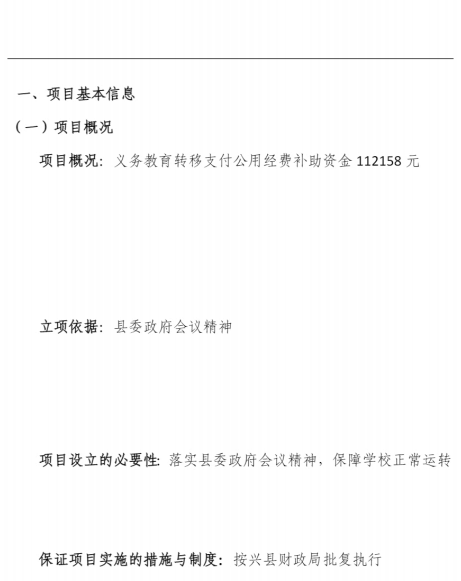 一、项目基本信息
（一）项目概况
项目概况：义务教育转移支付公用经费补助资金 112158 元
立项依据：县委政府会议精神
项目设立的必要性：落实县委政府会议精神，保障学校正常运转
保证项目实施的措施与制度：按兴县财政局批复执行